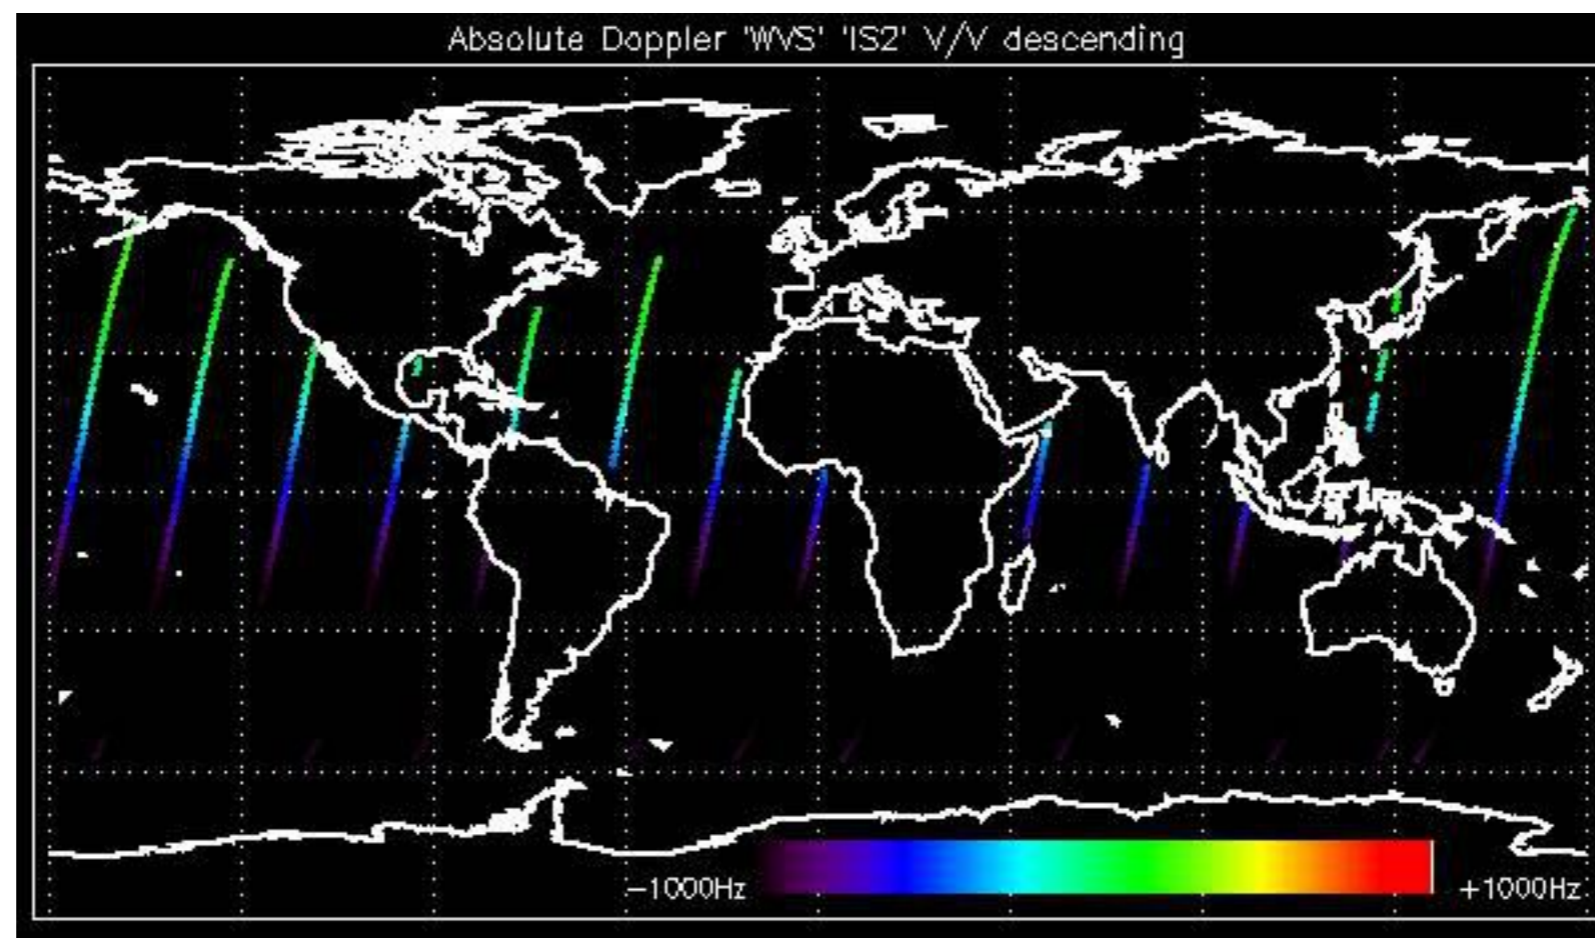 Absolute Doppler 'WVS' 'IS2' V/V descending
−1000Hz
+1000Hz